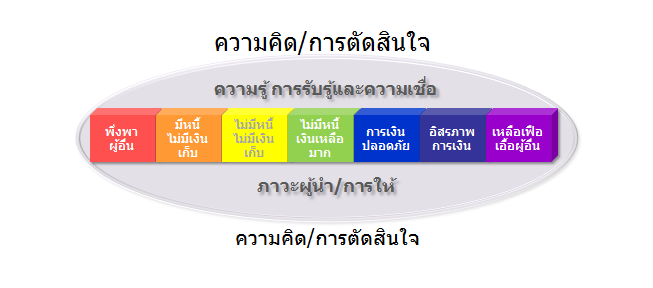 ความคิด/การตัดสินใจ
ความรู้ การรับรู้และความเชื่อ
พึ่งพา
ผู้อื่น
มีหนี้
ไม่มีเงิน
เก็บ
ไม่มีหนี้
ไม่มีเงิน
เก็บ
ไม่มีหนี้
เงินเหลือ
มาก
การเงิน
ปลอดภัย
อิสรภาพ
การเงิน
เหลือเฟือ
เอื้อผู้อื่น
ภาวะผู้นำ/การให้
ความคิด/การตัดสินใจ